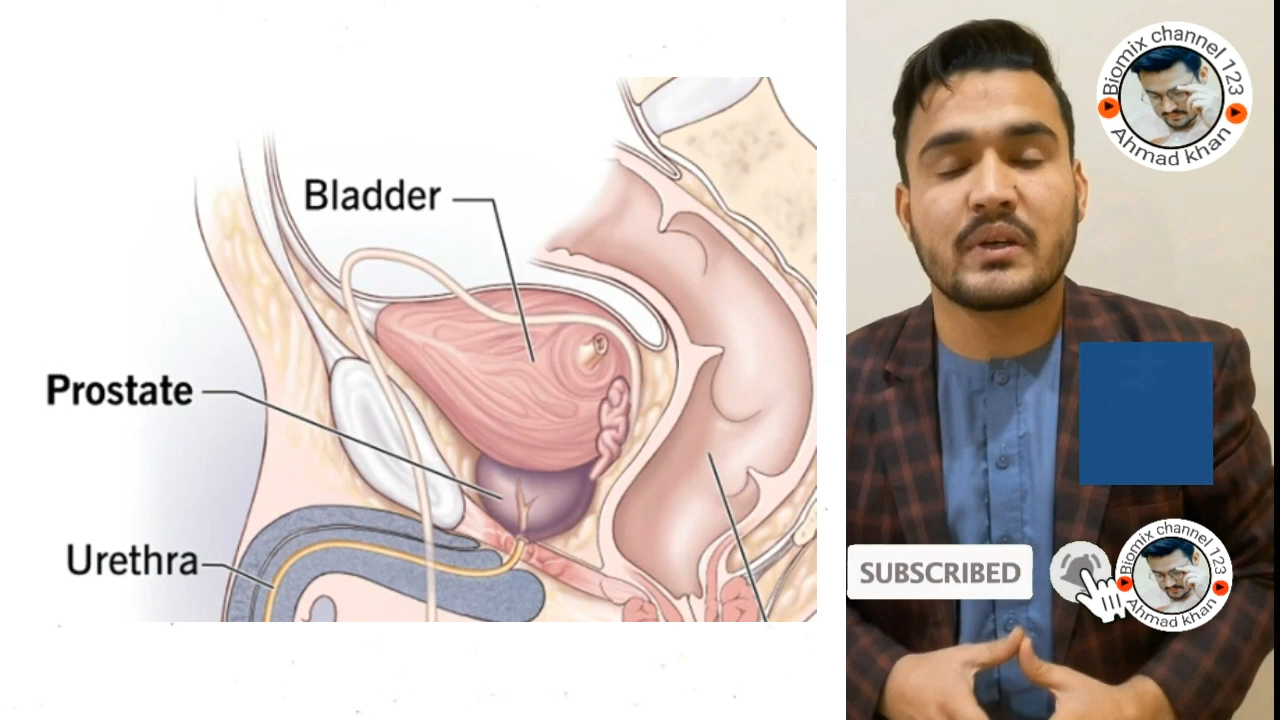 Bladder
Prostate
Urethra
Biomix channel 123
Ahmad khan
SUBSCRIBED
Biomix channel 123
Ahmad khan